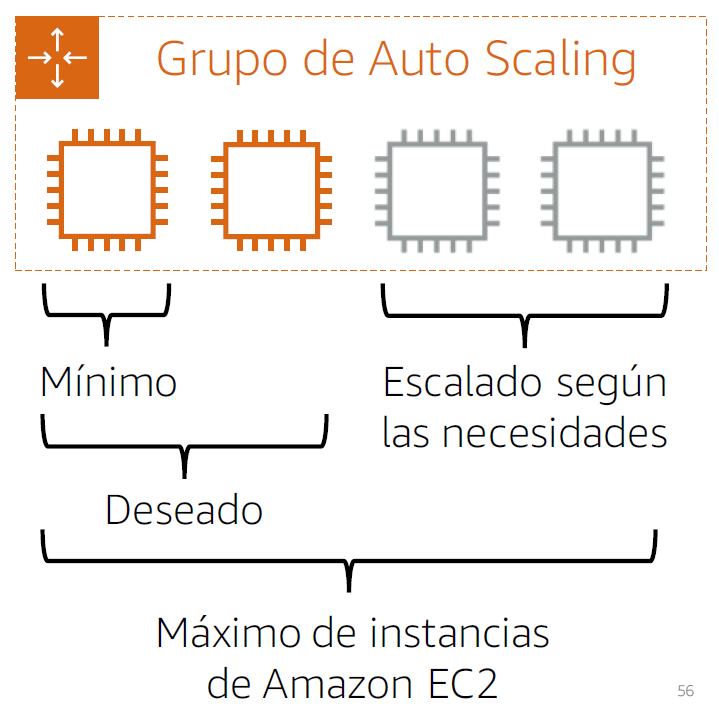 Grupo de Auto Scaling
Mínimo
Escalado según
las necesidades
Deseado
Máximo de instancias
de Amazon EC2
56